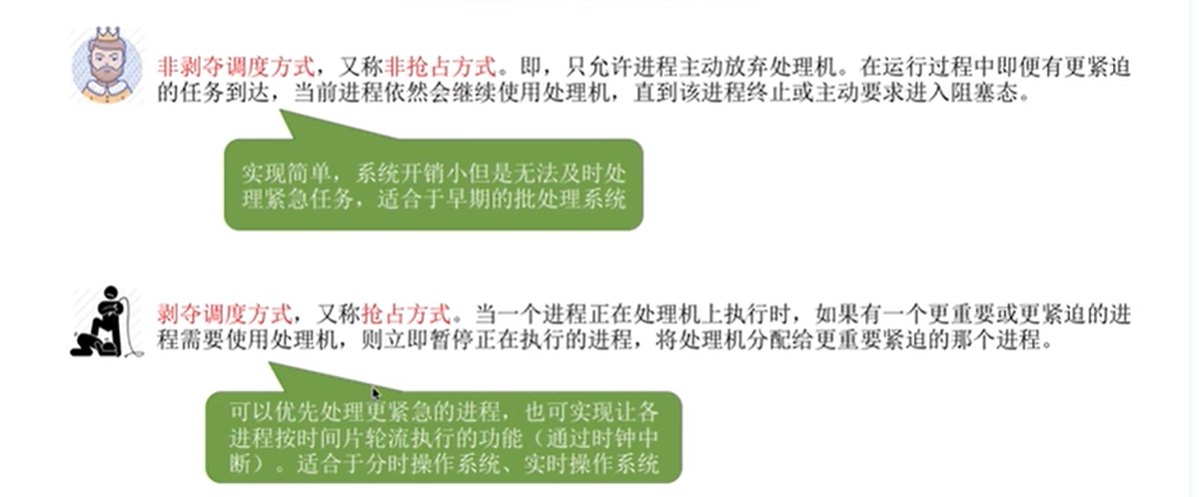 非剥夺调度方式，又称非抢占方式。即，只允许进程主动放弃处理机。在运行过程中即便有更紧迫
的任务到达，当前进程依然会继续使用处理机，直到该进程终止或主动要求进入阻塞态。
实现简单，系统开销小但是无法及时处
理紧急任务，适合于早期的批处理系统
剥夺调度方式，又称抢占方式。当一个进程正在处理机上执行时，如果有一个更重要或更紧迫的进
程需要使用处理机，则立即暂停正在执行的进程，将处理机分配给更重要紧迫的那个进程。
可以优先处理更紧急的进程，也可实现让各
进程按时间片轮流执行的功能（通过时钟中
断）。适合于分时操作系统、实时操作系统